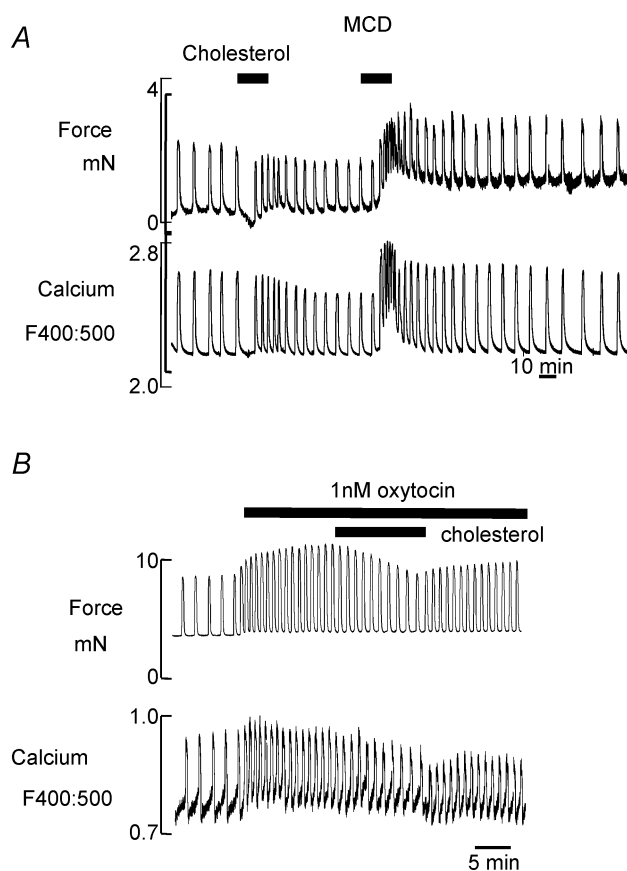 A
MCD
Cholesterol
4
Force
mN
0
2.8
Calcium
F400:500
10 min
2.0
B
1nM oxytocin
cholesterol
10
Force
mN
0
1.0
Calcium
F400:500
0.7
5 min